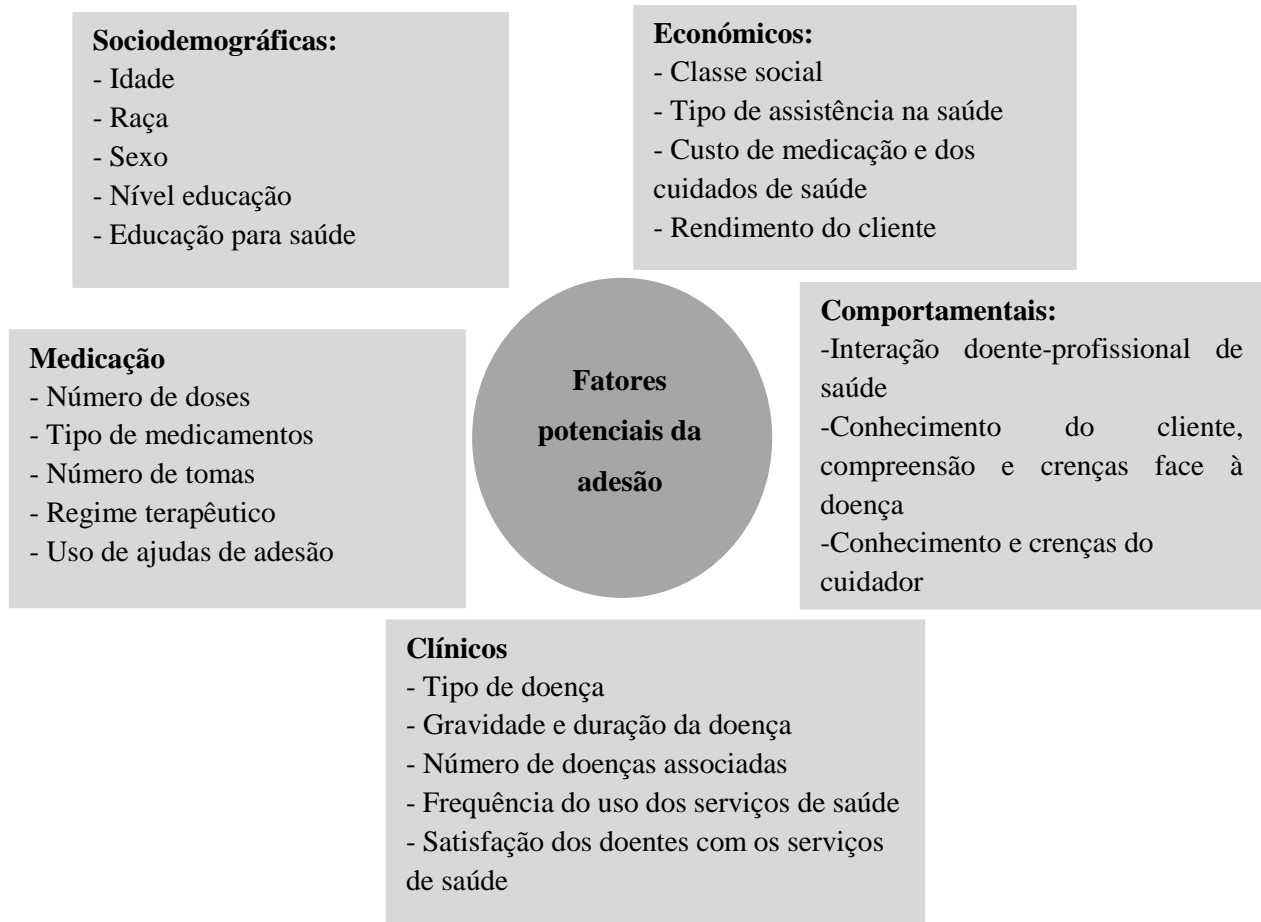 Sociodemográficas:
- Idade
- Raça
- Sexo
- Nível educação
- Educação para saúde
Económicos:
- Classe social
- Tipo de assistência na saúde
- Custo de medicação e dos
cuidados de saúde
- Rendimento do cliente
Medicação
- Número de doses
- Tipo de medicamentos
- Número de tomas
- Regime terapêutico
- Uso de ajudas de adesão
Fatores
potenciais da
adesão
Comportamentais:
-Interação doente-profissional de
saúde
-Conhecimento do cliente,
compreensão e crenças face à
doença
-Conhecimento e crenças do
cuidador
Clínicos
- Tipo de doença
- Gravidade e duração da doença
- Número de doenças associadas
- Frequência do uso dos serviços de saúde
- Satisfação dos doentes com os serviços
de saúde